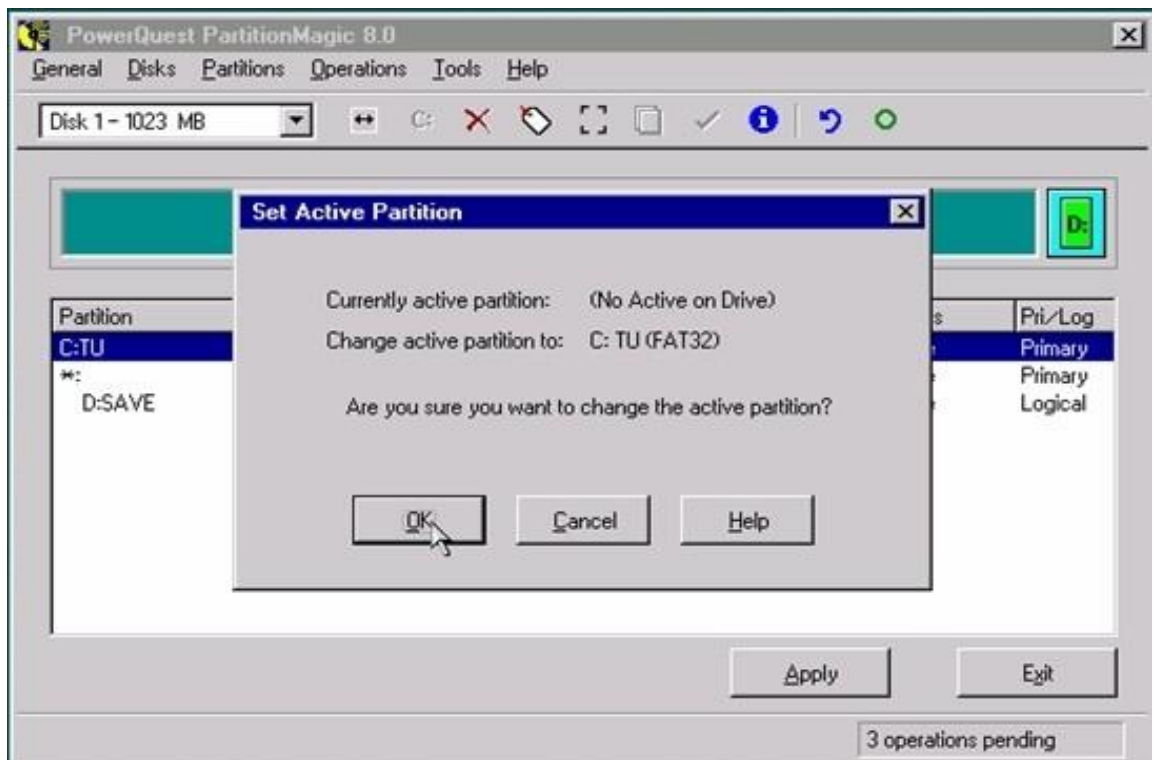 PowerQuest PartitionMagic 8.0
General Disks Partitions Operations Tools Help
Disk 1 - 1023 MB
C:
D:
Set Active Partition
Currently active partition: (No Active on Drive)
Change active partition to: C: TU (FAT32)
Are you sure you want to change the active partition?
OK Cancel Help
Partition s Pri/Log
C:TU Primary
*: Primary
D:SAVE Logical
Apply Exit
3 operations pending